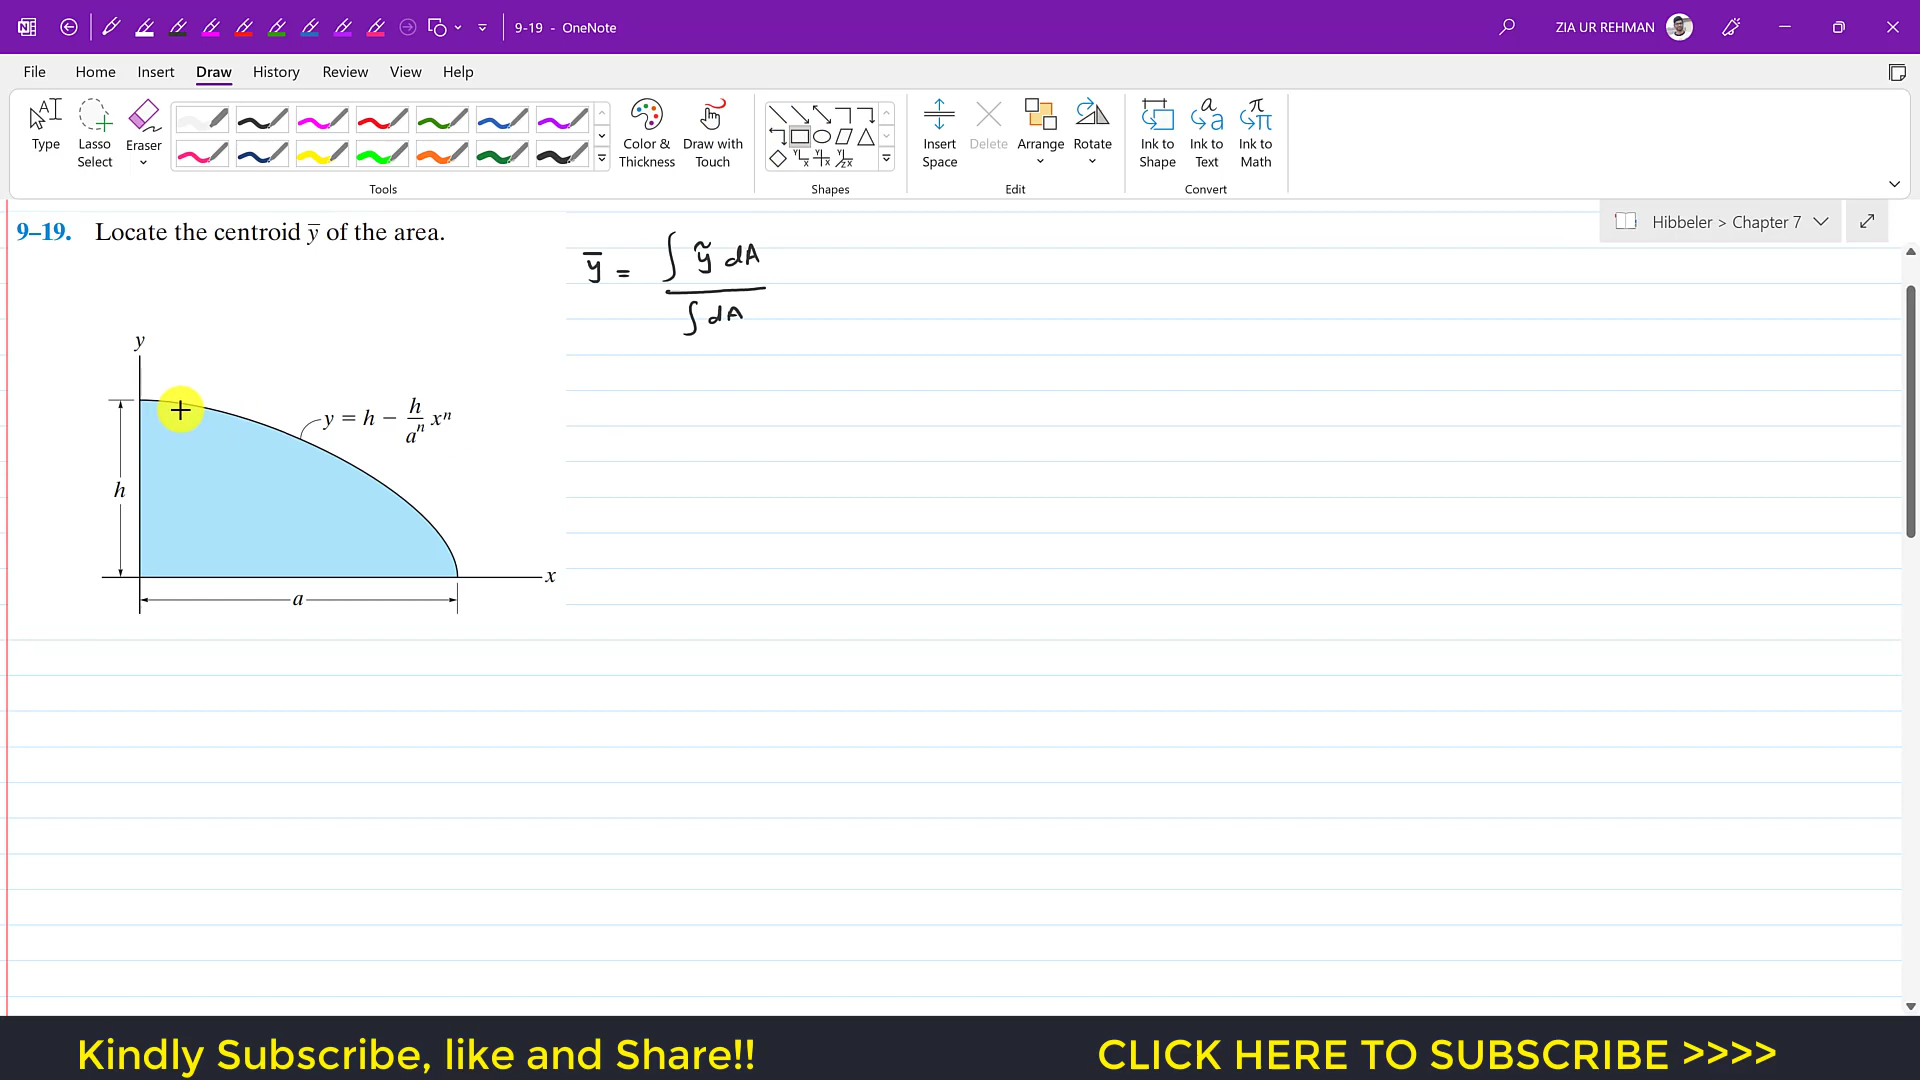 9-19 - OneNote
ZIA UR REHMAN
File Home Insert Draw History Review View Help
Type
Lasso Select
Eraser
Color & Thickness
Draw with Touch
Insert Space
Delete
Arrange
Rotate
Ink to Shape
Ink to Text
Ink to Math
Tools
Shapes
Edit
Convert
Hibbeler > Chapter 7
9–19. Locate the centroid y̅ of the area.
y̅ = ∫ ỹ dA / ∫ dA
y
y = h − h/aⁿ xⁿ
h
x
a
Kindly Subscribe, like and Share!!
CLICK HERE TO SUBSCRIBE >>>>